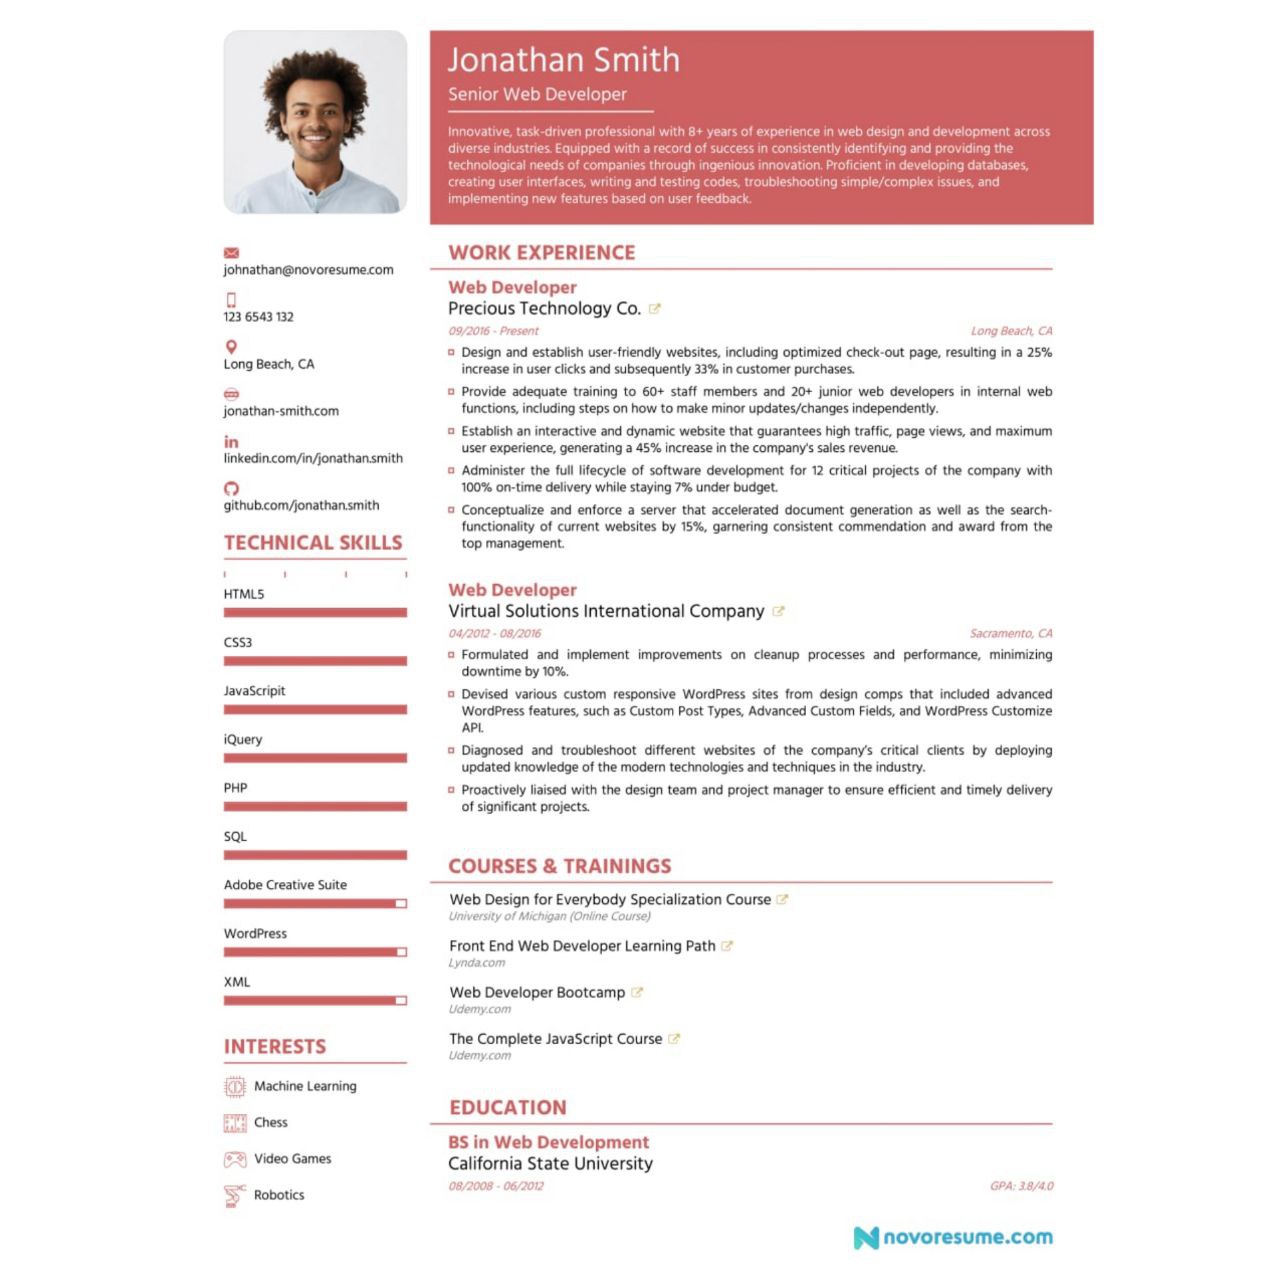 Jonathan Smith
Senior Web Developer
Innovative, task-driven professional with 8+ years of experience in web design and development across
diverse industries. Equipped with a record of success in consistently identifying and providing the
technological needs of companies through ingenious innovation. Proficient in developing databases,
creating user interfaces, writing and testing codes, troubleshooting simple/complex issues, and
implementing new features based on user feedback.
johnathan@novoresume.com
123 6543 132
Long Beach, CA
jonathan-smith.com
linkedin.com/in/jonathan.smith
github.com/jonathan.smith
TECHNICAL SKILLS
HTML5
CSS3
JavaScripit
iQuery
PHP
SQL
Adobe Creative Suite
WordPress
XML
INTERESTS
Machine Learning
Chess
Video Games
Robotics
WORK EXPERIENCE
Web Developer
Precious Technology Co.
09/2016 - Present
Long Beach, CA
Design and establish user-friendly websites, including optimized check-out page, resulting in a 25%
increase in user clicks and subsequently 33% in customer purchases.
Provide adequate training to 60+ staff members and 20+ junior web developers in internal web
functions, including steps on how to make minor updates/changes independently.
Establish an interactive and dynamic website that guarantees high traffic, page views, and maximum
user experience, generating a 45% increase in the company's sales revenue.
Administer the full lifecycle of software development for 12 critical projects of the company with
100% on-time delivery while staying 7% under budget.
Conceptualize and enforce a server that accelerated document generation as well as the search-
functionality of current websites by 15%, garnering consistent commendation and award from the
top management.
Web Developer
Virtual Solutions International Company
04/2012 - 08/2016
Sacramento, CA
Formulated and implement improvements on cleanup processes and performance, minimizing
downtime by 10%.
Devised various custom responsive WordPress sites from design comps that included advanced
WordPress features, such as Custom Post Types, Advanced Custom Fields, and WordPress Customize
API.
Diagnosed and troubleshoot different websites of the company's critical clients by deploying
updated knowledge of the modern technologies and techniques in the industry.
Proactively liaised with the design team and project manager to ensure efficient and timely delivery
of significant projects.
COURSES & TRAININGS
Web Design for Everybody Specialization Course
University of Michigan (Online Course)
Front End Web Developer Learning Path
Lynda.com
Web Developer Bootcamp
Udemy.com
The Complete JavaScript Course
Udemy.com
EDUCATION
BS in Web Development
California State University
08/2008 - 06/2012
GPA: 3.8/4.0
novoresume.com